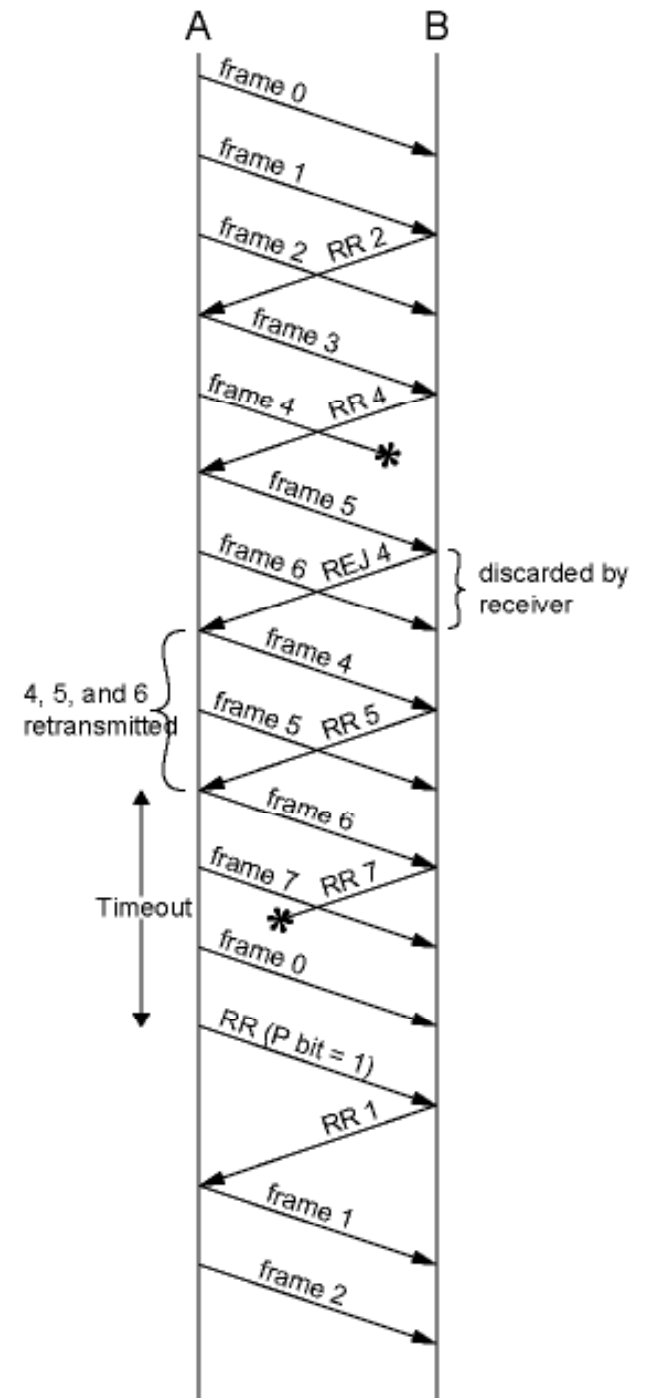 A B
frame 0
frame 1
frame 2
RR 2
frame 3
frame 4
RR 4
*
frame 5
frame 6
REJ 4
discarded by
receiver
frame 4
4, 5, and 6
retransmitted
frame 5
RR 5
frame 6
frame 7
RR 7
Timeout
*
frame 0
RR (P bit = 1)
RR 1
frame 1
frame 2